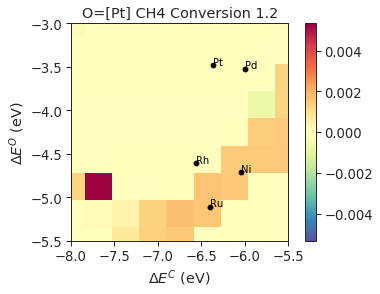 O=[Pt] CH4 Conversion 1.2
−3.0
−3.5
−4.0
−4.5
−5.0
−5.5
ΔE^O (eV)
Pt
Pd
Rh
Ni
Ru
−8.0 −7.5 −7.0 −6.5 −6.0 −5.5
ΔE^C (eV)
0.004
0.002
0.000
−0.002
−0.004